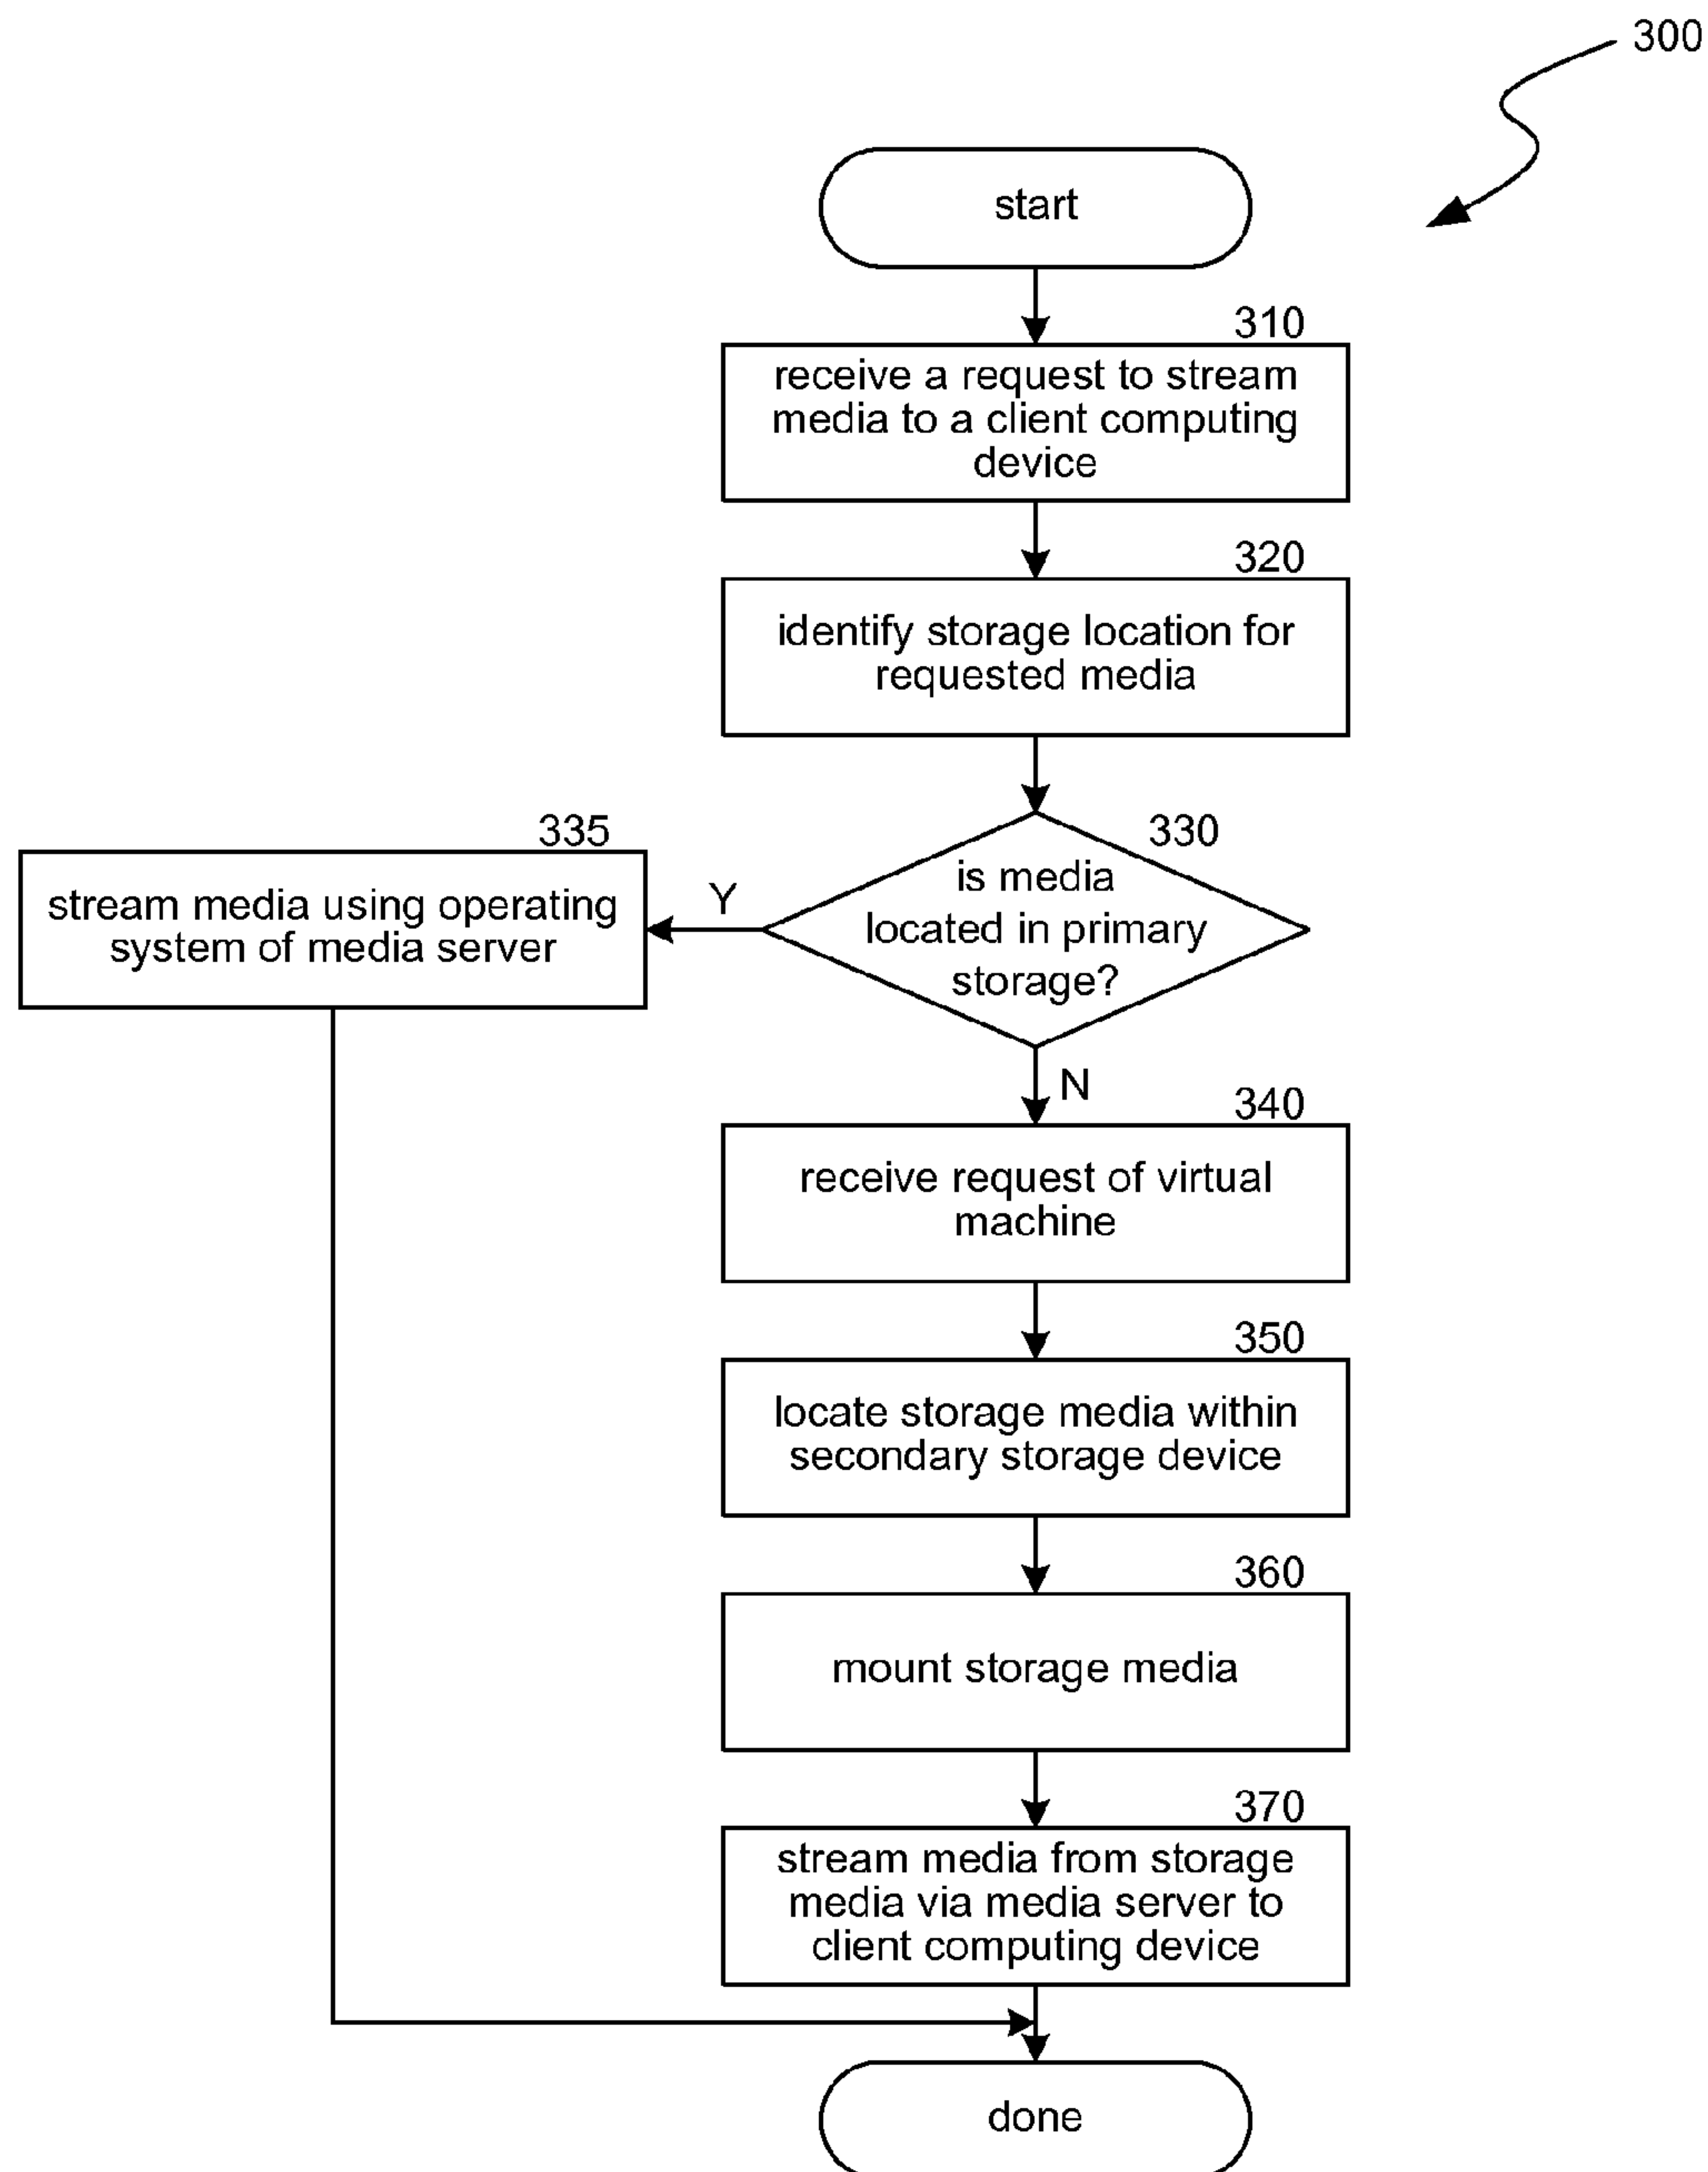 300
start
310
receive a request to stream
media to a client computing
device
320
identify storage location for
requested media
330
is media
located in primary
storage?
Y
335
stream media using operating
system of media server
N
340
receive request of virtual
machine
350
locate storage media within
secondary storage device
360
mount storage media
370
stream media from storage
media via media server to
client computing device
done